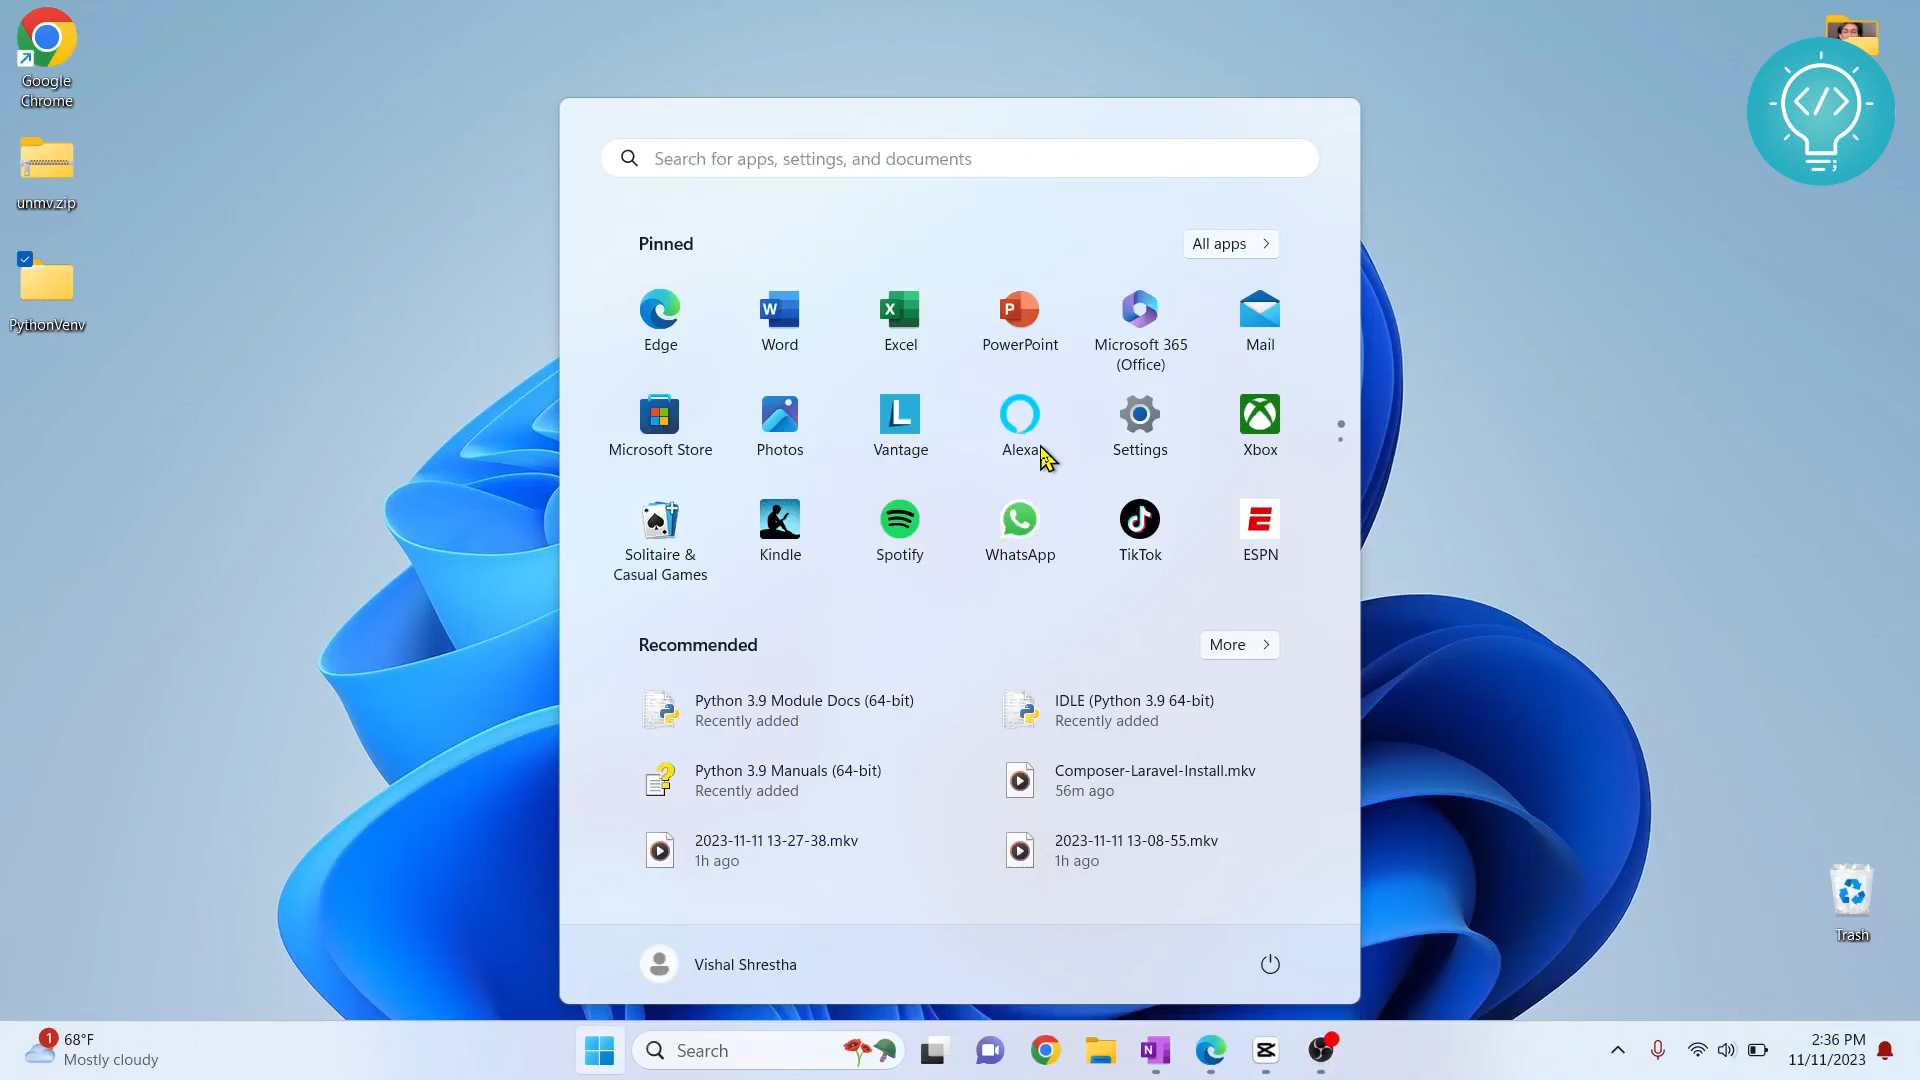 Google
Chrome
unmv.zip
PythonVenv
</>
;
Search for apps, settings, and documents
Pinned
All apps
Edge
Word
Excel
PowerPoint
Microsoft 365
(Office)
Mail
Microsoft Store
Photos
Vantage
Alexa
Settings
Xbox
Solitaire &
Casual Games
Kindle
Spotify
WhatsApp
TikTok
ESPN
Recommended
More
Python 3.9 Module Docs (64-bit)
Recently added
IDLE (Python 3.9 64-bit)
Recently added
Python 3.9 Manuals (64-bit)
Recently added
Composer-Laravel-Install.mkv
56m ago
2023-11-11 13-27-38.mkv
1h ago
2023-11-11 13-08-55.mkv
1h ago
Vishal Shrestha
Trash
1
68°F
Mostly cloudy
Search
2:36 PM
11/11/2023